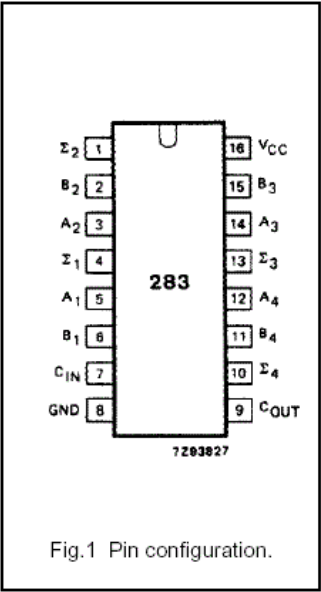 Σ2 1 16 VCC
B2 2 15 B3
A2 3 14 A3
Σ1 4 13 Σ3
283
A1 5 12 A4
B1 6 11 B4
CIN 7 10 Σ4
GND 8 9 COUT
7Z93827
Fig.1 Pin configuration.